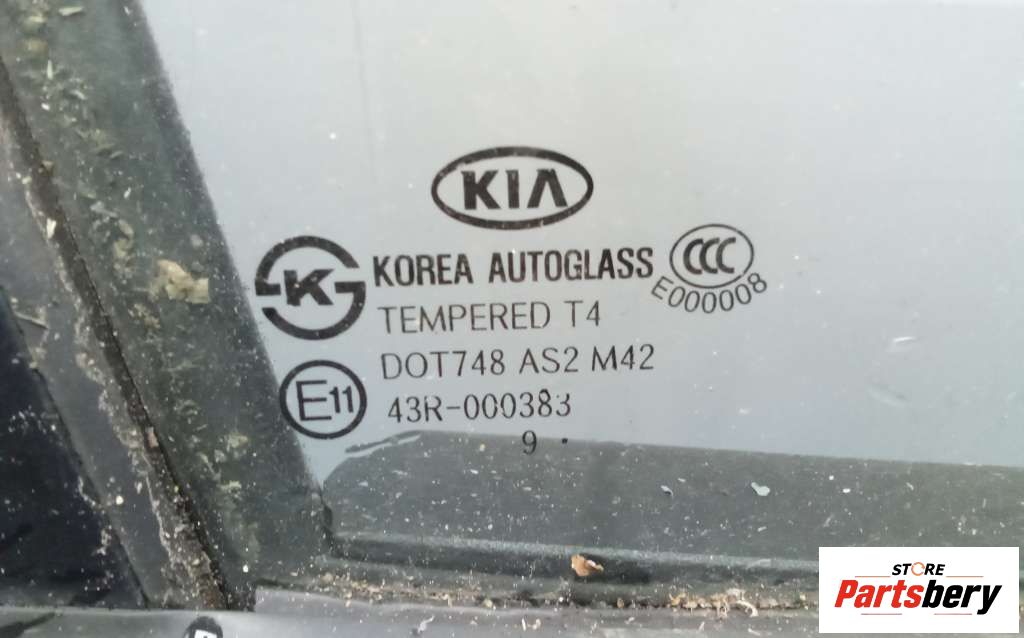 KIA
K
KOREA AUTOGLASS
CCC
E000008
TEMPERED T4
DOT748 AS2 M42
E11
43R-000383
9 .
STORE
Partsbery